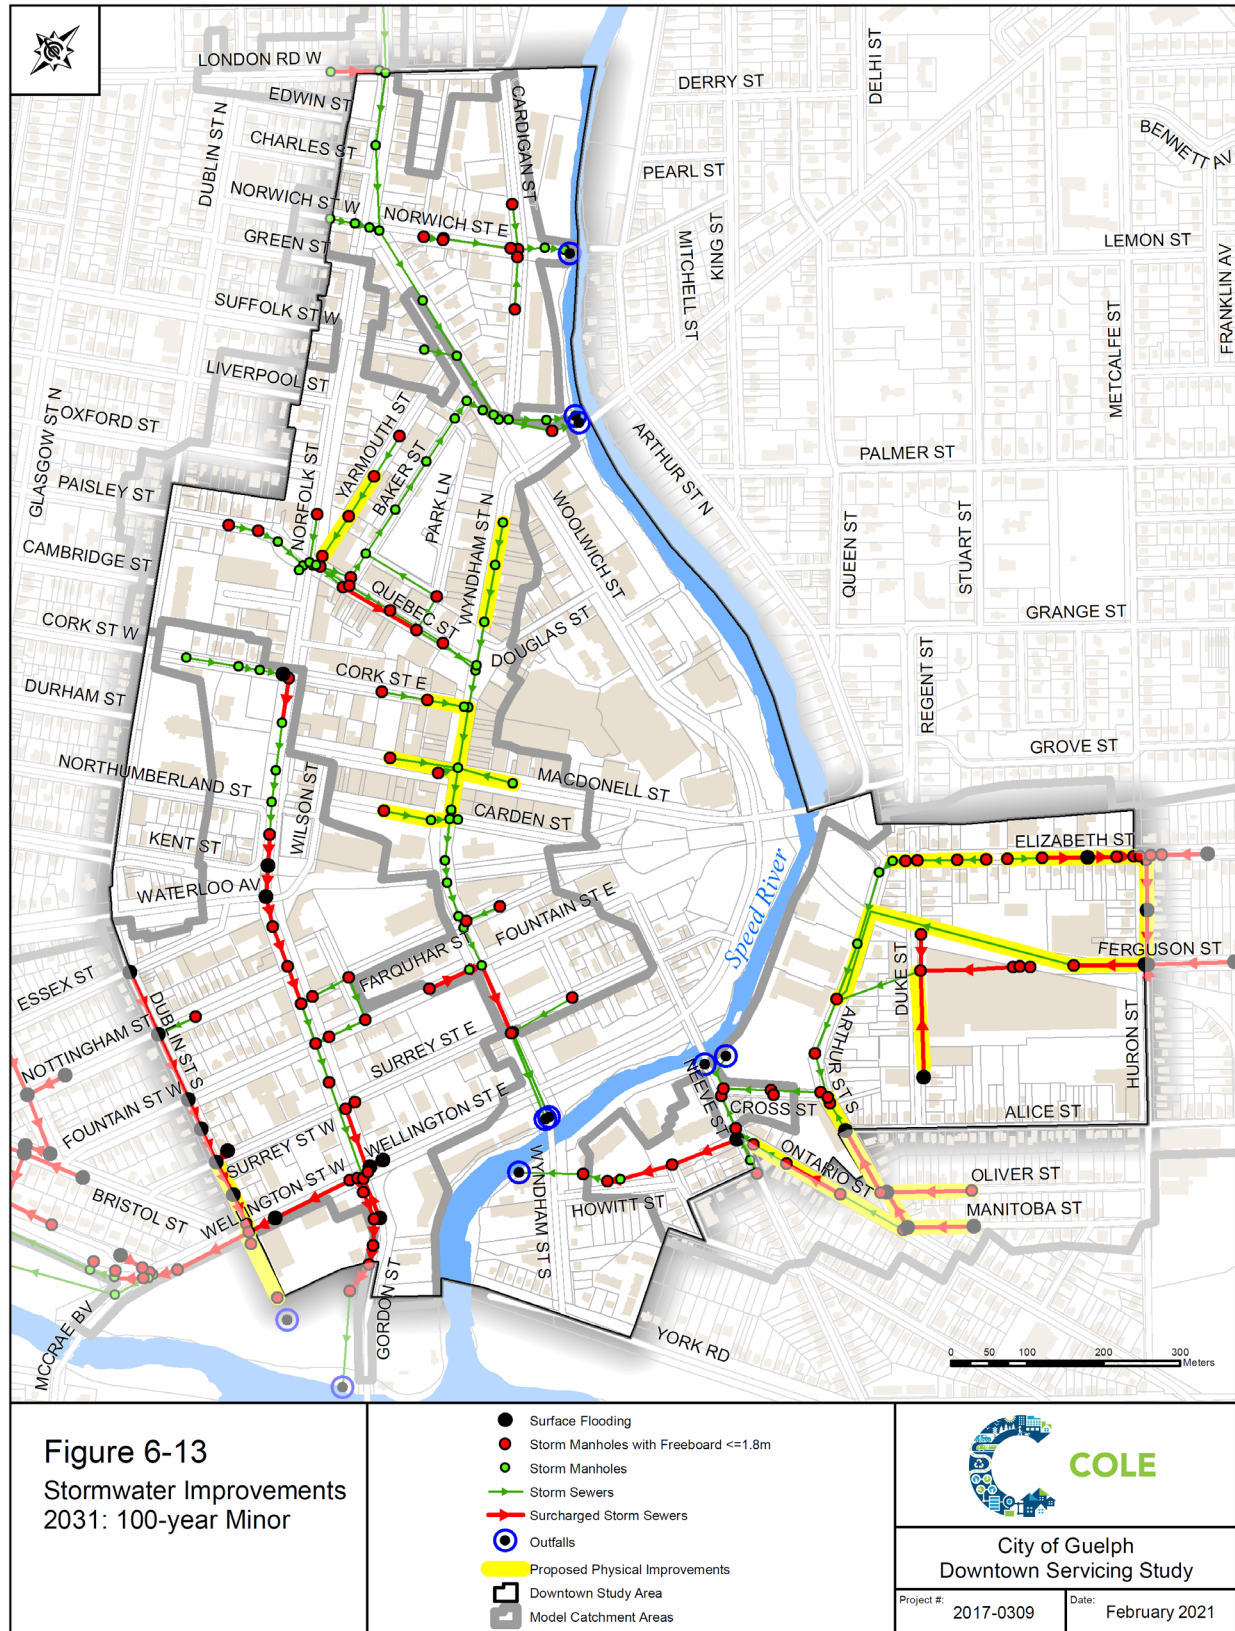 LONDON RD W
EDWIN ST
CHARLES ST
DUBLIN ST N
NORWICH ST W
GREEN ST
SUFFOLK ST W
LIVERPOOL ST
GLASGOW ST N
OXFORD ST
PAISLEY ST
CAMBRIDGE ST
CORK ST W
DURHAM ST
NORTHUMBERLAND ST
KENT ST
WATERLOO AV
WILSON ST
CARDIGAN ST
NORWICH ST E
NORFOLK ST
YARMOUTH ST
BAKER ST
PARK LN
WYNDHAM ST N
QUEBEC ST
DOUGLAS ST
WOOLWICH ST
CORK ST E
MACDONELL ST
CARDEN ST
FOUNTAIN ST E
FARQUHAR ST
SURREY ST E
WELLINGTON ST E
DERRY ST
DELHI ST
BENNETT AV
PEARL ST
KING ST
MITCHELL ST
LEMON ST
FRANKLIN AV
METCALFE ST
ARTHUR ST N
PALMER ST
QUEEN ST
STUART ST
GRANGE ST
REGENT ST
GROVE ST
ELIZABETH ST
FERGUSON ST
DUKE ST
HURON ST
ARTHUR ST S
ALICE ST
Speed River
NEEVE ST
CROSS ST
ONTARIO ST
OLIVER ST
MANITOBA ST
HOWITT ST
WYNDHAM ST S
YORK RD
GORDON ST
ESSEX ST
DUBLIN ST S
NOTTINGHAM ST
FOUNTAIN ST W
SURREY ST W
WELLINGTON ST W
BRISTOL ST
MCCRAE BV
0 50 100 200 300
Meters
Figure 6-13
Stormwater Improvements
2031: 100-year Minor
Surface Flooding
Storm Manholes with Freeboard <=1.8m
Storm Manholes
Storm Sewers
Surcharged Storm Sewers
Outfalls
Proposed Physical Improvements
Downtown Study Area
Model Catchment Areas
COLE
City of Guelph
Downtown Servicing Study
Project #: 2017-0309
Date: February 2021